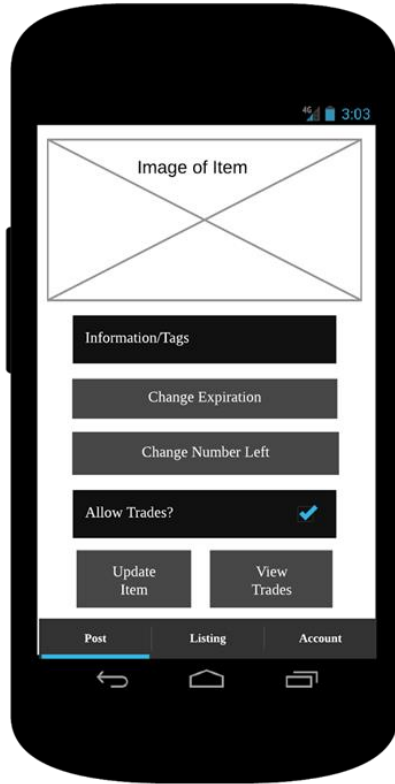 4G 3:03
Image of Item
Information/Tags
Change Expiration
Change Number Left
Allow Trades?
Update
Item
View
Trades
Post Listing Account